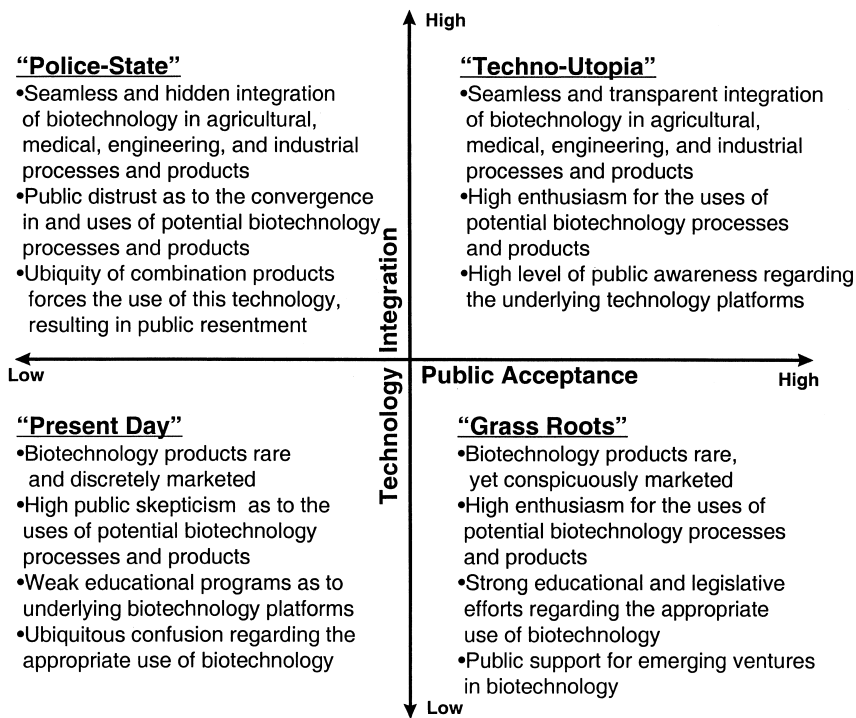 High
"Police-State"
•Seamless and hidden integration
of biotechnology in agricultural,
medical, engineering, and industrial
processes and products
•Public distrust as to the convergence
in and uses of potential biotechnology
processes and products
•Ubiquity of combination products
forces the use of this technology,
resulting in public resentment
"Techno-Utopia"
•Seamless and transparent integration
of biotechnology in agricultural,
medical, engineering, and industrial
processes and products
•High enthusiasm for the uses of
potential biotechnology processes
and products
•High level of public awareness regarding
the underlying technology platforms
Technology Integration
Low
Public Acceptance
High
"Present Day"
•Biotechnology products rare
and discretely marketed
•High public skepticism as to the
uses of potential biotechnology
processes and products
•Weak educational programs as to
underlying biotechnology platforms
•Ubiquitous confusion regarding the
appropriate use of biotechnology
"Grass Roots"
•Biotechnology products rare,
yet conspicuously marketed
•High enthusiasm for the uses of
potential biotechnology processes
and products
•Strong educational and legislative
efforts regarding the appropriate
use of biotechnology
•Public support for emerging ventures
in biotechnology
Low